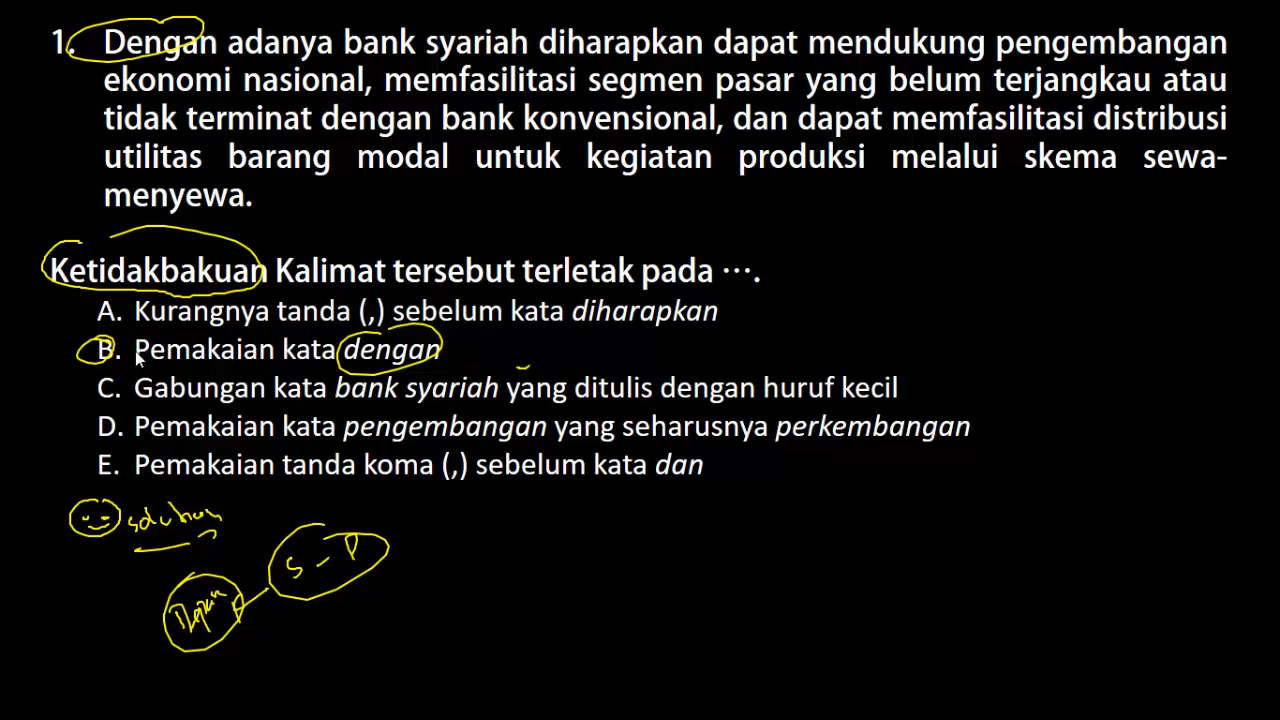 1. Dengan adanya bank syariah diharapkan dapat mendukung pengembangan
ekonomi nasional, memfasilitasi segmen pasar yang belum terjangkau atau
tidak terminat dengan bank konvensional, dan dapat memfasilitasi distribusi
utilitas barang modal untuk kegiatan produksi melalui skema sewa-
menyewa.
Ketidakbakuan Kalimat tersebut terletak pada ….
A. Kurangnya tanda (,) sebelum kata diharapkan
B. Pemakaian kata dengan
C. Gabungan kata bank syariah yang ditulis dengan huruf kecil
D. Pemakaian kata pengembangan yang seharusnya perkembangan
E. Pemakaian tanda koma (,) sebelum kata dan
S - P